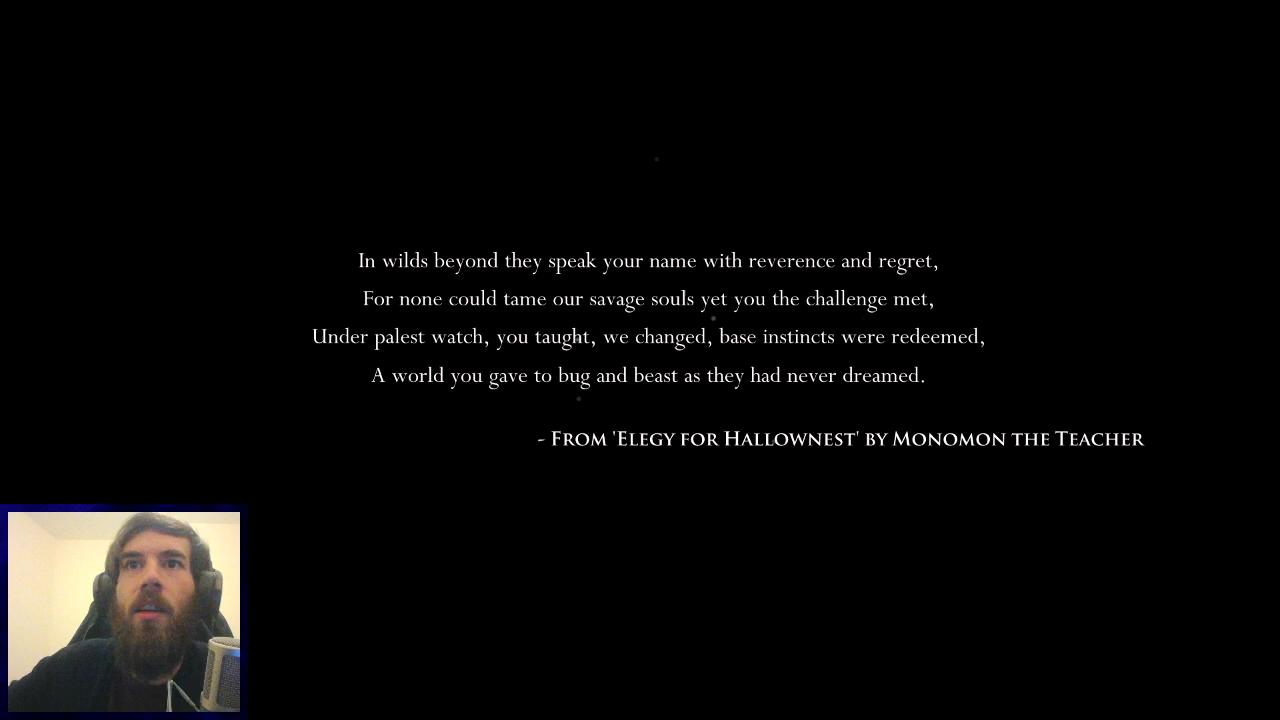 In wilds beyond they speak your name with reverence and regret,
For none could tame our savage souls yet you the challenge met,
Under palest watch, you taught, we changed, base instincts were redeemed,
A world you gave to bug and beast as they had never dreamed.
- From 'Elegy for Hallownest' by Monomon the Teacher